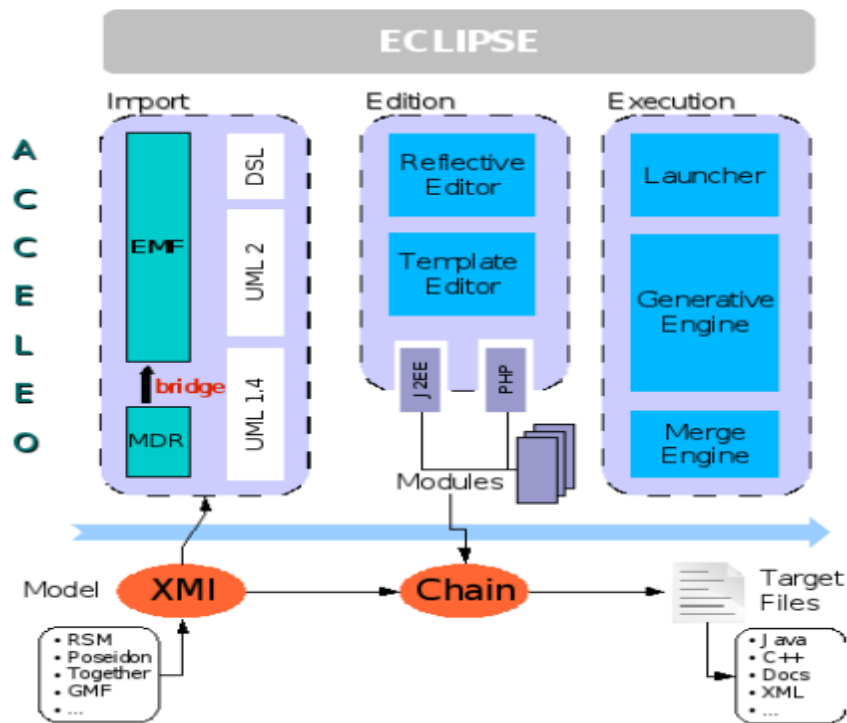 ECLIPSE
ACCELEO
Import
EMF
bridge
MDR
DSL
UML 2
UML 1.4
Edition
Reflective
Editor
Template
Editor
J2EE
PHP
Modules
Execution
Launcher
Generative
Engine
Merge
Engine
Model
XMI
Chain
Target
Files
• RSM
• Poseidon
• Together
• GMF
• ...
• Java
• C++
• Docs
• XML
• ...